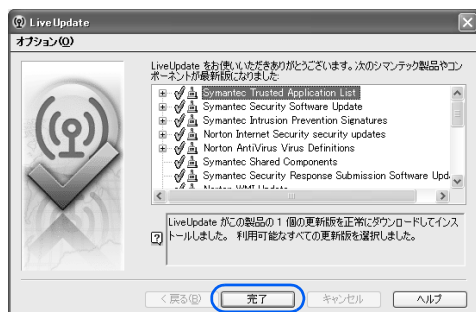 LiveUpdate
オプション(O)
LiveUpdate をお使いいただきありがとうございます。次のシマンテック製品やコン
ポーネントが最新版になりました:
Symantec Trusted Application List
Symantec Security Software Update
Symantec Intrusion Prevention Signatures
Norton Internet Security security updates
Norton AntiVirus Virus Definitions
Symantec Shared Components
Symantec Security Response Submission Software Upd
Norton WMI Update
LiveUpdate がこの製品の 1 個の更新版を正常にダウンロードしてインス
トールしました。 利用可能なすべての更新版を選択しました。
< 戻る(B) 完了 キャンセル ヘルプ